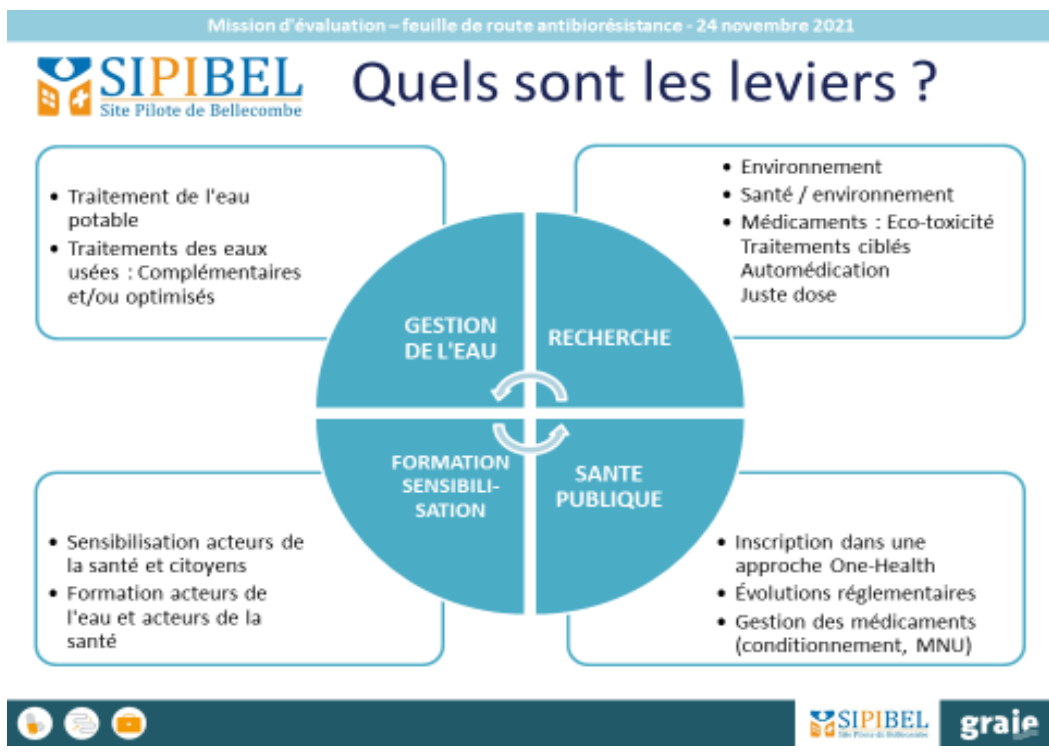 Mission d'évaluation – feuille de route antibiorésistance - 24 novembre 2021
SIPIBEL
Site Pilote de Bellecombe
Quels sont les leviers ?
• Traitement de l'eau
potable
• Traitements des eaux
usées : Complémentaires
et/ou optimisés
• Environnement
• Santé / environnement
• Médicaments : Eco-toxicité
Traitements ciblés
Automédication
Juste dose
GESTION
DE L'EAU
RECHERCHE
FORMATION
SENSIBILI-
SATION
SANTE
PUBLIQUE
• Sensibilisation acteurs de
la santé et citoyens
• Formation acteurs de
l'eau et acteurs de la
santé
• Inscription dans une
approche One-Health
• Évolutions réglementaires
• Gestion des médicaments
(conditionnement, MNU)
SIPIBEL
Site Pilote de Bellecombe
graie